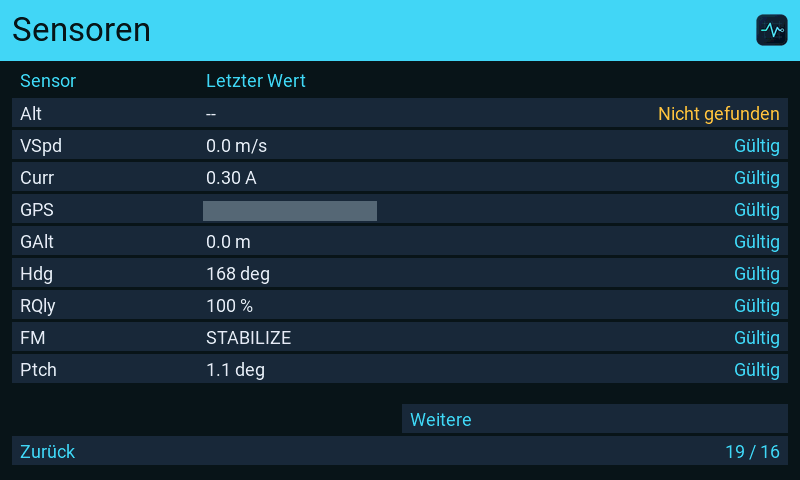 Sensoren
Sensor Letzter Wert
Alt -- Nicht gefunden
VSpd 0.0 m/s Gültig
Curr 0.30 A Gültig
GPS Gültig
GAlt 0.0 m Gültig
Hdg 168 deg Gültig
RQly 100 % Gültig
FM STABILIZE Gültig
Ptch 1.1 deg Gültig
Weitere
Zurück 19 / 16